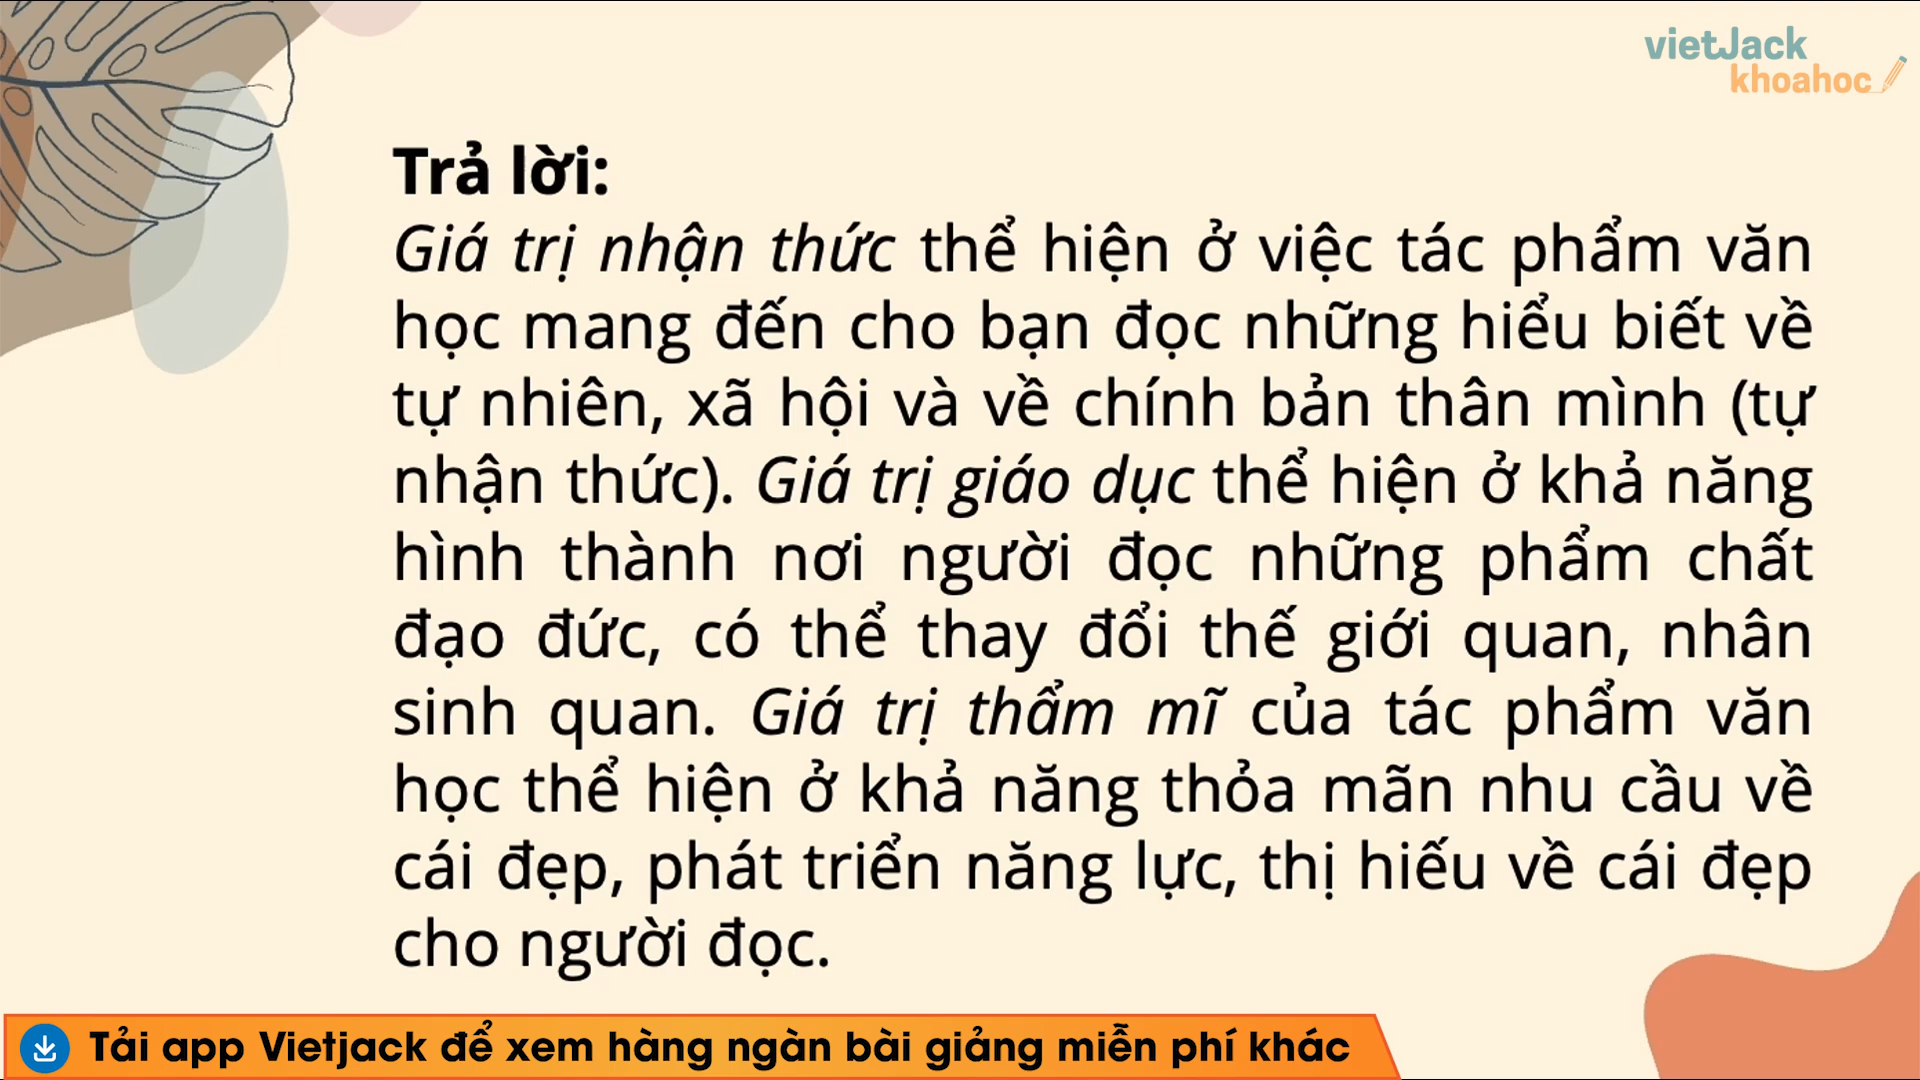 vietJack
khoahoc
Trả lời:
Giá trị nhận thức thể hiện ở việc tác phẩm văn
học mang đến cho bạn đọc những hiểu biết về
tự nhiên, xã hội và về chính bản thân mình (tự
nhận thức). Giá trị giáo dục thể hiện ở khả năng
hình thành nơi người đọc những phẩm chất
đạo đức, có thể thay đổi thế giới quan, nhân
sinh quan. Giá trị thẩm mĩ của tác phẩm văn
học thể hiện ở khả năng thỏa mãn nhu cầu về
cái đẹp, phát triển năng lực, thị hiếu về cái đẹp
cho người đọc.
Tải app Vietjack để xem hàng ngàn bài giảng miễn phí khác